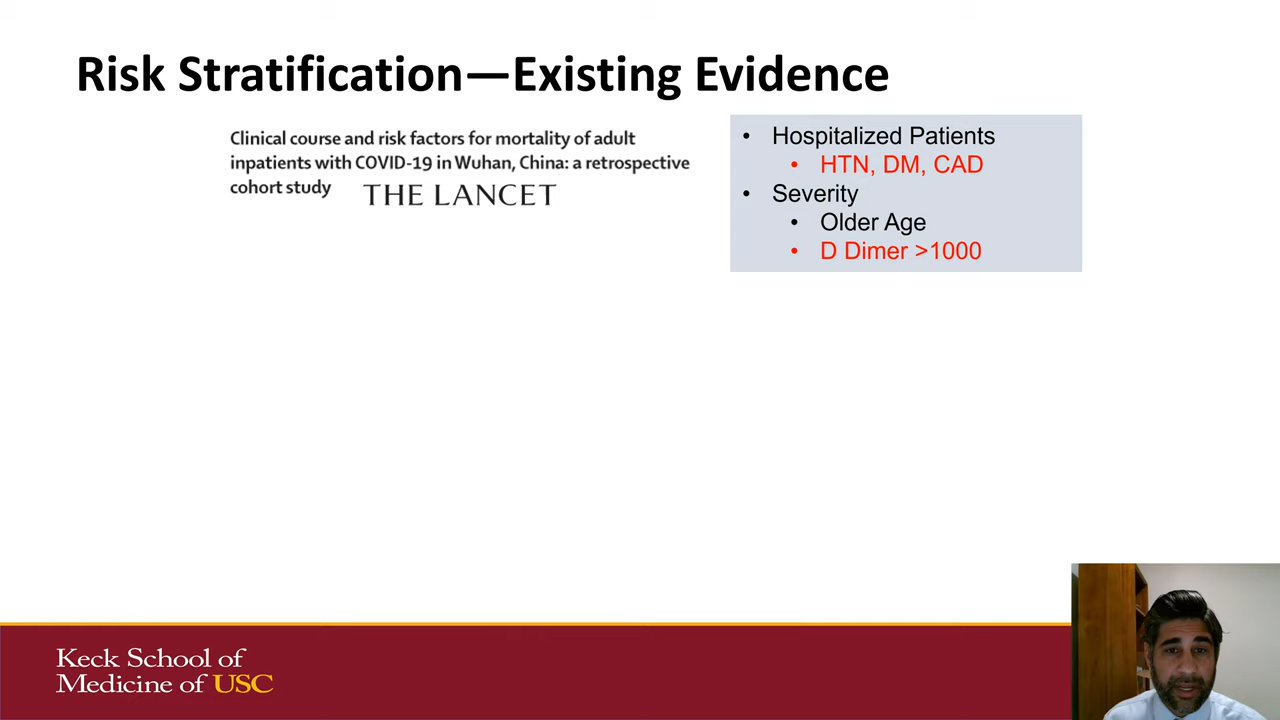 Risk Stratification—Existing Evidence
Clinical course and risk factors for mortality of adult
inpatients with COVID-19 in Wuhan, China: a retrospective
cohort study
THE LANCET
• Hospitalized Patients
• HTN, DM, CAD
• Severity
• Older Age
• D Dimer >1000
Keck School of
Medicine of USC